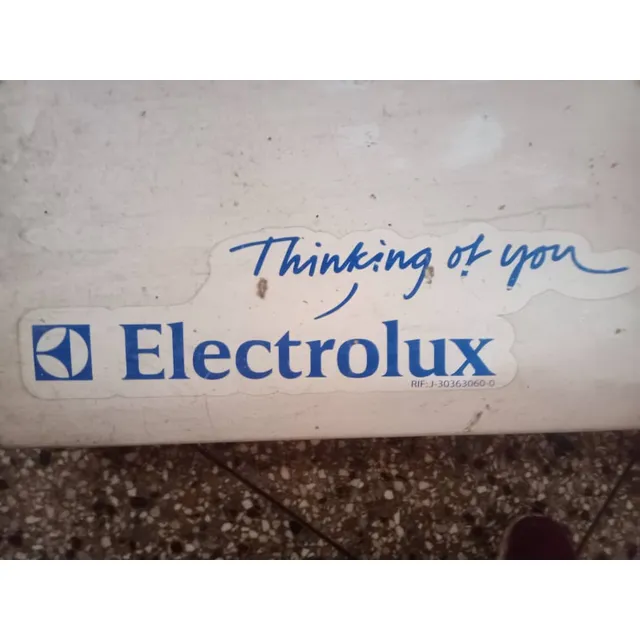 Thinking of you
Electrolux
RIF:J-30363060-0